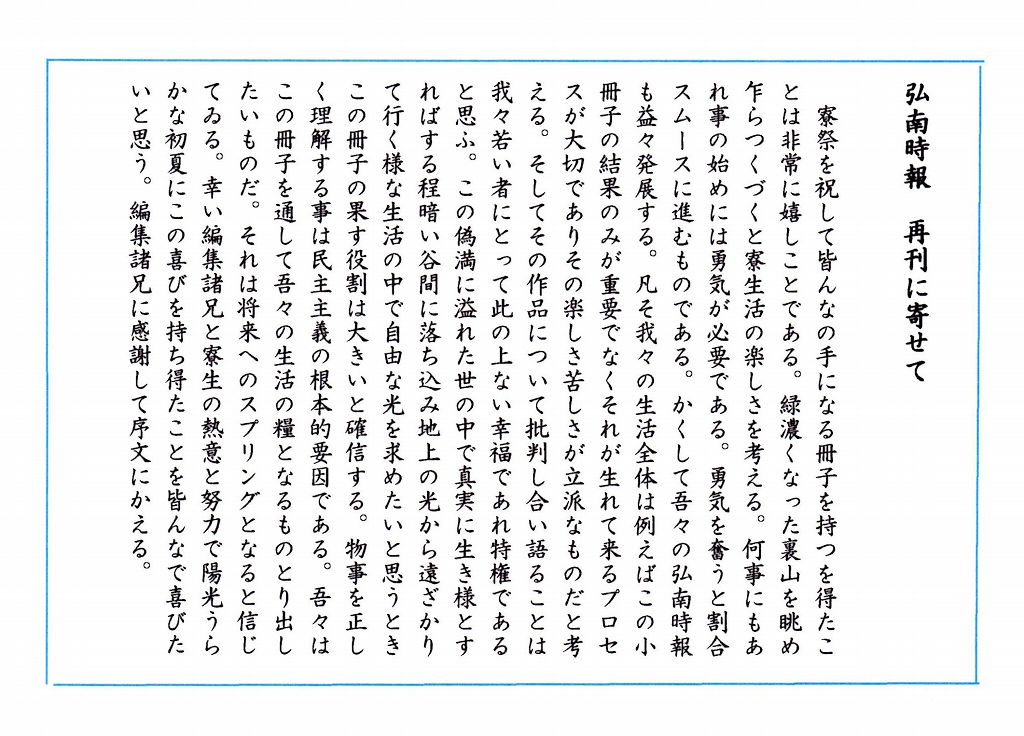 弘南時報　再刊に寄せて
　寮祭を祝して皆んなの手になる冊子を持つを得たこ
とは非常に嬉しことである。緑濃くなった裏山を眺め
乍らつくづくと寮生活の楽しさを考える。何事にもあ
れ事の始めには勇気が必要である。勇気を奮うと割合
スムースに進むものである。かくして吾々の弘南時報
も益々発展する。凡そ我々の生活全体は例えばこの小
冊子の結果のみが重要でなくそれが生れて来るプロセ
スが大切でありその楽しさ苦しさが立派なものだと考
える。そしてその作品について批判し合い語ることは
我々若い者にとって此の上ない幸福であれ特権である
と思ふ。この偽満に溢れた世の中で真実に生き様とす
ればする程暗い谷間に落ち込み地上の光から遠ざかり
て行く様な生活の中で自由な光を求めたいと思うとき
この冊子の果す役割は大きいと確信する。物事を正し
く理解する事は民主主義の根本的要因である。吾々は
この冊子を通して吾々の生活の糧となるものとり出し
たいものだ。それは将来へのスプリングとなると信じ
てゐる。幸い編集諸兄と寮生の熱意と努力で陽光うら
かな初夏にこの喜びを持ち得たことを皆んなで喜びた
いと思う。編集諸兄に感謝して序文にかえる。